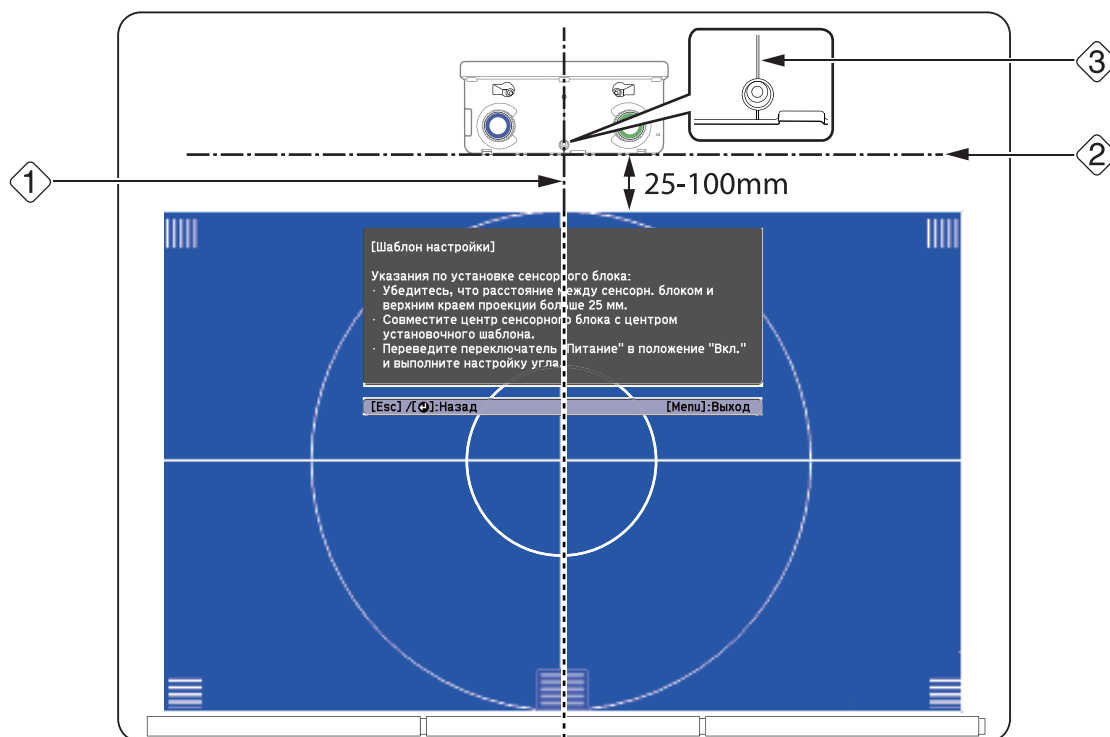 3
2
1
25-100mm
[Шаблон настройки]
Указания по установке сенсорного блока:
· Убедитесь, что расстояние между сенсорн. блоком и
верхним краем проекции больше 25 мм.
· Совместите центр сенсорного блока с центром
установочного шаблона.
· Переведите переключатель "Питание" в положение "Вкл."
и выполните настройку угла.
[Esc] /[⏎]:Назад [Menu]:Выход